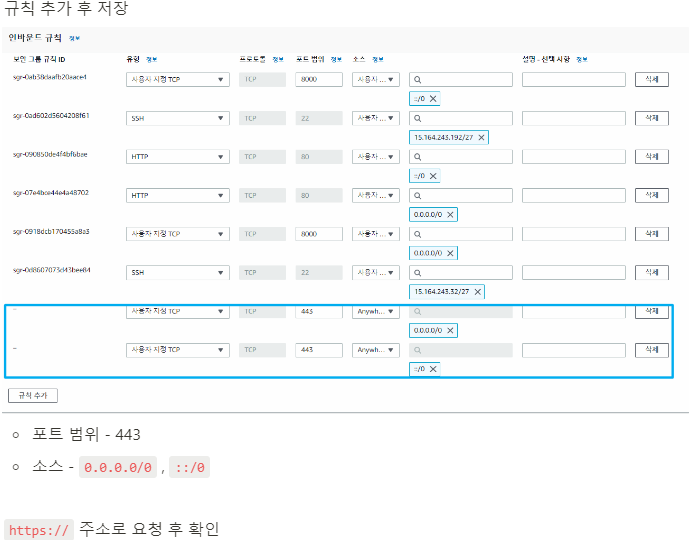 규칙 추가 후 저장
인바운드 규칙 정보
보안 그룹 규칙 ID 유형 정보 프로토콜 정보 포트 범위 정보 소스 정보 설명 - 선택 사항 정보
sgr-0ab38daafb20aace4 사용자 지정 TCP TCP 8000 사용자 ... 삭제
::/0
sgr-0ad602d5604208f61 SSH TCP 22 사용자 ... 삭제
15.164.243.192/27
sgr-090850de4f4bf6bae HTTP TCP 80 사용자 ... 삭제
::/0
sgr-07e4bce44e4a48702 HTTP TCP 80 사용자 ... 삭제
0.0.0.0/0
sgr-0918dcb170455a8a3 사용자 지정 TCP TCP 8000 사용자 ... 삭제
0.0.0.0/0
sgr-0d8607073d43bee84 SSH TCP 22 사용자 ... 삭제
15.164.243.32/27
– 사용자 지정 TCP TCP 443 Anywh... 삭제
0.0.0.0/0
– 사용자 지정 TCP TCP 443 Anywh... 삭제
::/0
규칙 추가
포트 범위 - 443
소스 - 0.0.0.0/0 , ::/0
https:// 주소로 요청 후 확인